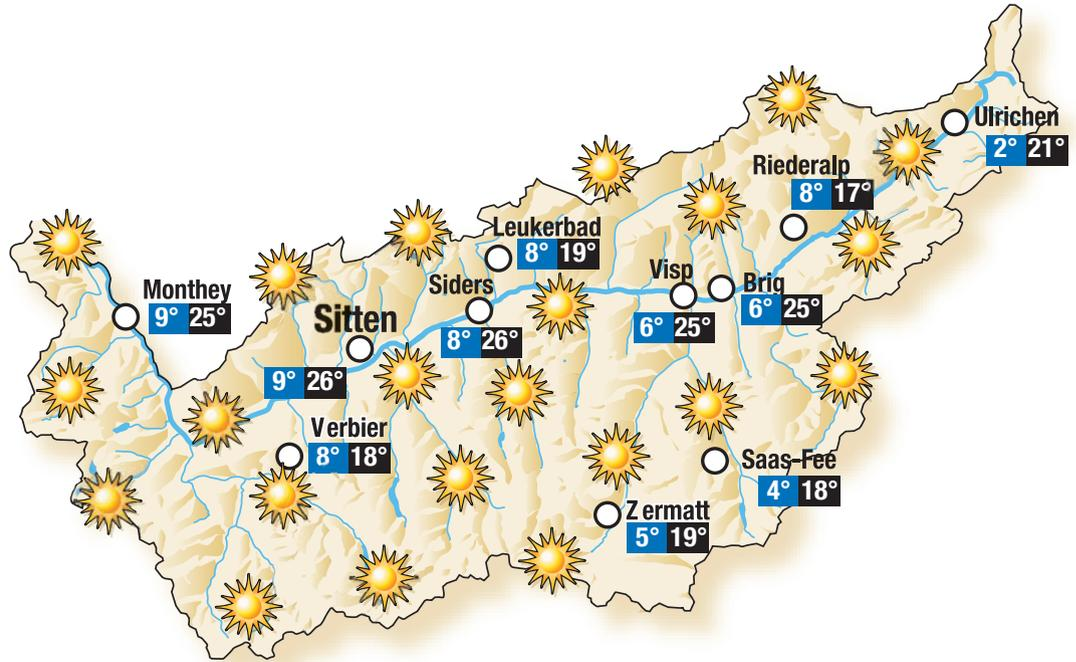 Ulrichen
2° 21°
Riederalp
8° 17°
Leukerbad
8° 19°
Visp
6° 25°
Brig
6° 25°
Siders
8° 26°
Monthey
9° 25°
Sitten
9° 26°
Verbier
8° 18°
Saas-Fee
4° 18°
Zermatt
5° 19°